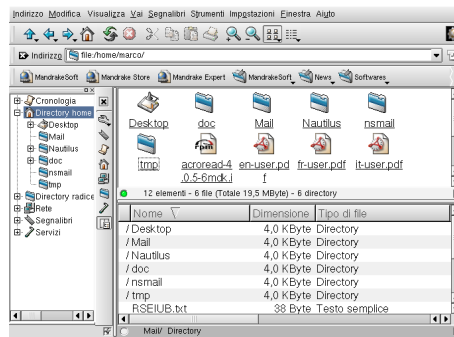 Indirizzo Modifica Visualizza Vai Segnalibri Strumenti Impostazioni Finestra Aiuto
Indirizzo file:/home/marco/
MandrakeSoft Mandrake Store Mandrake Expert MandrakeSoft News Softwares
Cronologia
Directory home
Desktop
Mail
Nautilus
doc
nsmail
tmp
Directory radice
Rete
Segnalibri
Servizi
Desktop doc Mail Nautilus nsmail
tmp acroread-4.0.5-6mdk.i en-user.pdf fr-user.pdf it-user.pdf
12 elementi - 6 file (Totale 19,5 MByte) - 6 directory
Nome Dimensione Tipo di file
/ Desktop 4,0 KByte Directory
/ Mail 4,0 KByte Directory
/ Nautilus 4,0 KByte Directory
/ doc 4,0 KByte Directory
/ nsmail 4,0 KByte Directory
/ tmp 4,0 KByte Directory
RSEIUB.txt 38 Byte Testo semplice
Mail/ Directory